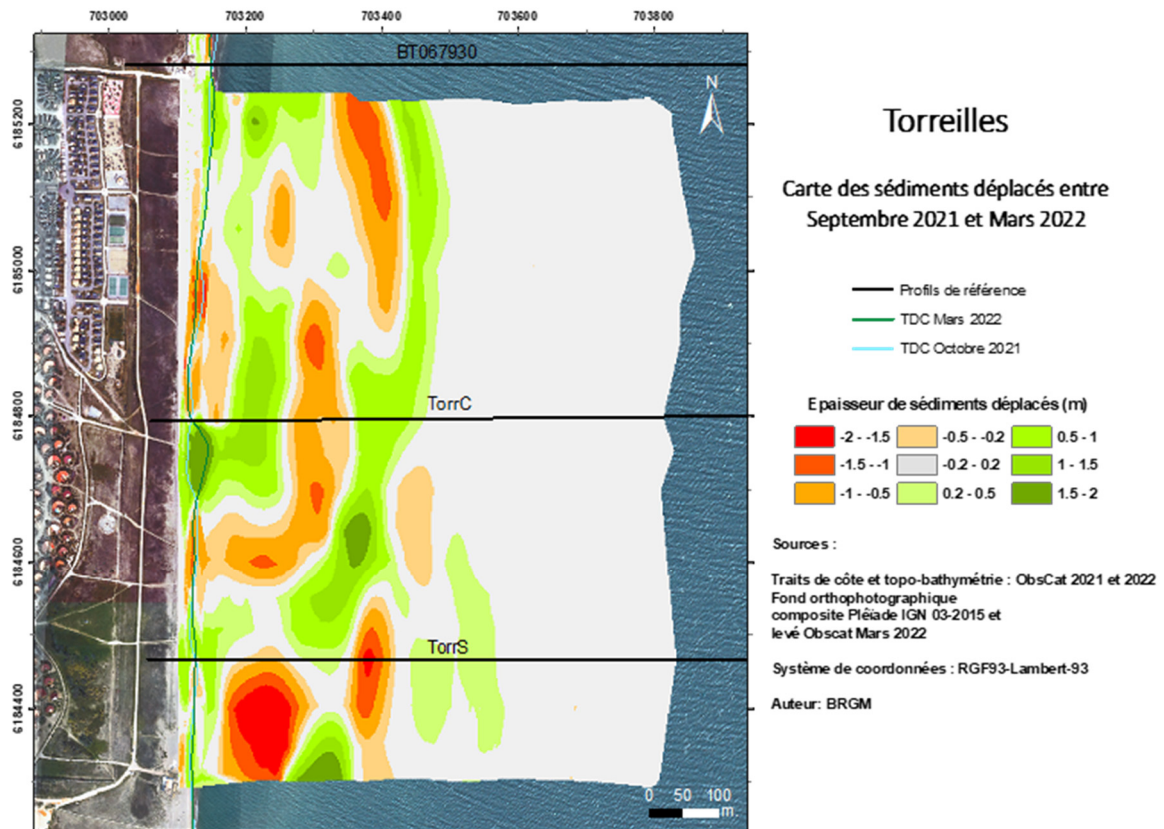 703000 703200 703400 703600 703800
BT067930
N
6185200
6185000
6184800
6184600
6184400
TorrC
TorrS
0 50 100
m.
Torreilles
Carte des sédiments déplacés entre
Septembre 2021 et Mars 2022
Profils de référence
TDC Mars 2022
TDC Octobre 2021
Epaisseur de sédiments déplacés (m)
-2 - -1.5 -0.5 - -0.2 0.5 - 1
-1.5 - -1 -0.2 - 0.2 1 - 1.5
-1 - -0.5 0.2 - 0.5 1.5 - 2
Sources :
Traits de côte et topo-bathymétrie : ObsCat 2021 et 2022
Fond orthophotographique
composite Pléïade IGN 03-2015 et
levé Obscat Mars 2022
Système de coordonnées : RGF93-Lambert-93
Auteur: BRGM